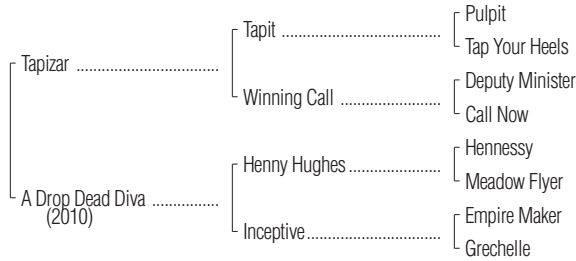 Pulpit
Tapit
Tap Your Heels
Tapizar
Deputy Minister
Winning Call
Call Now
Hennessy
Henny Hughes
Meadow Flyer
A Drop Dead Diva
(2010)
Empire Maker
Inceptive
Grechelle